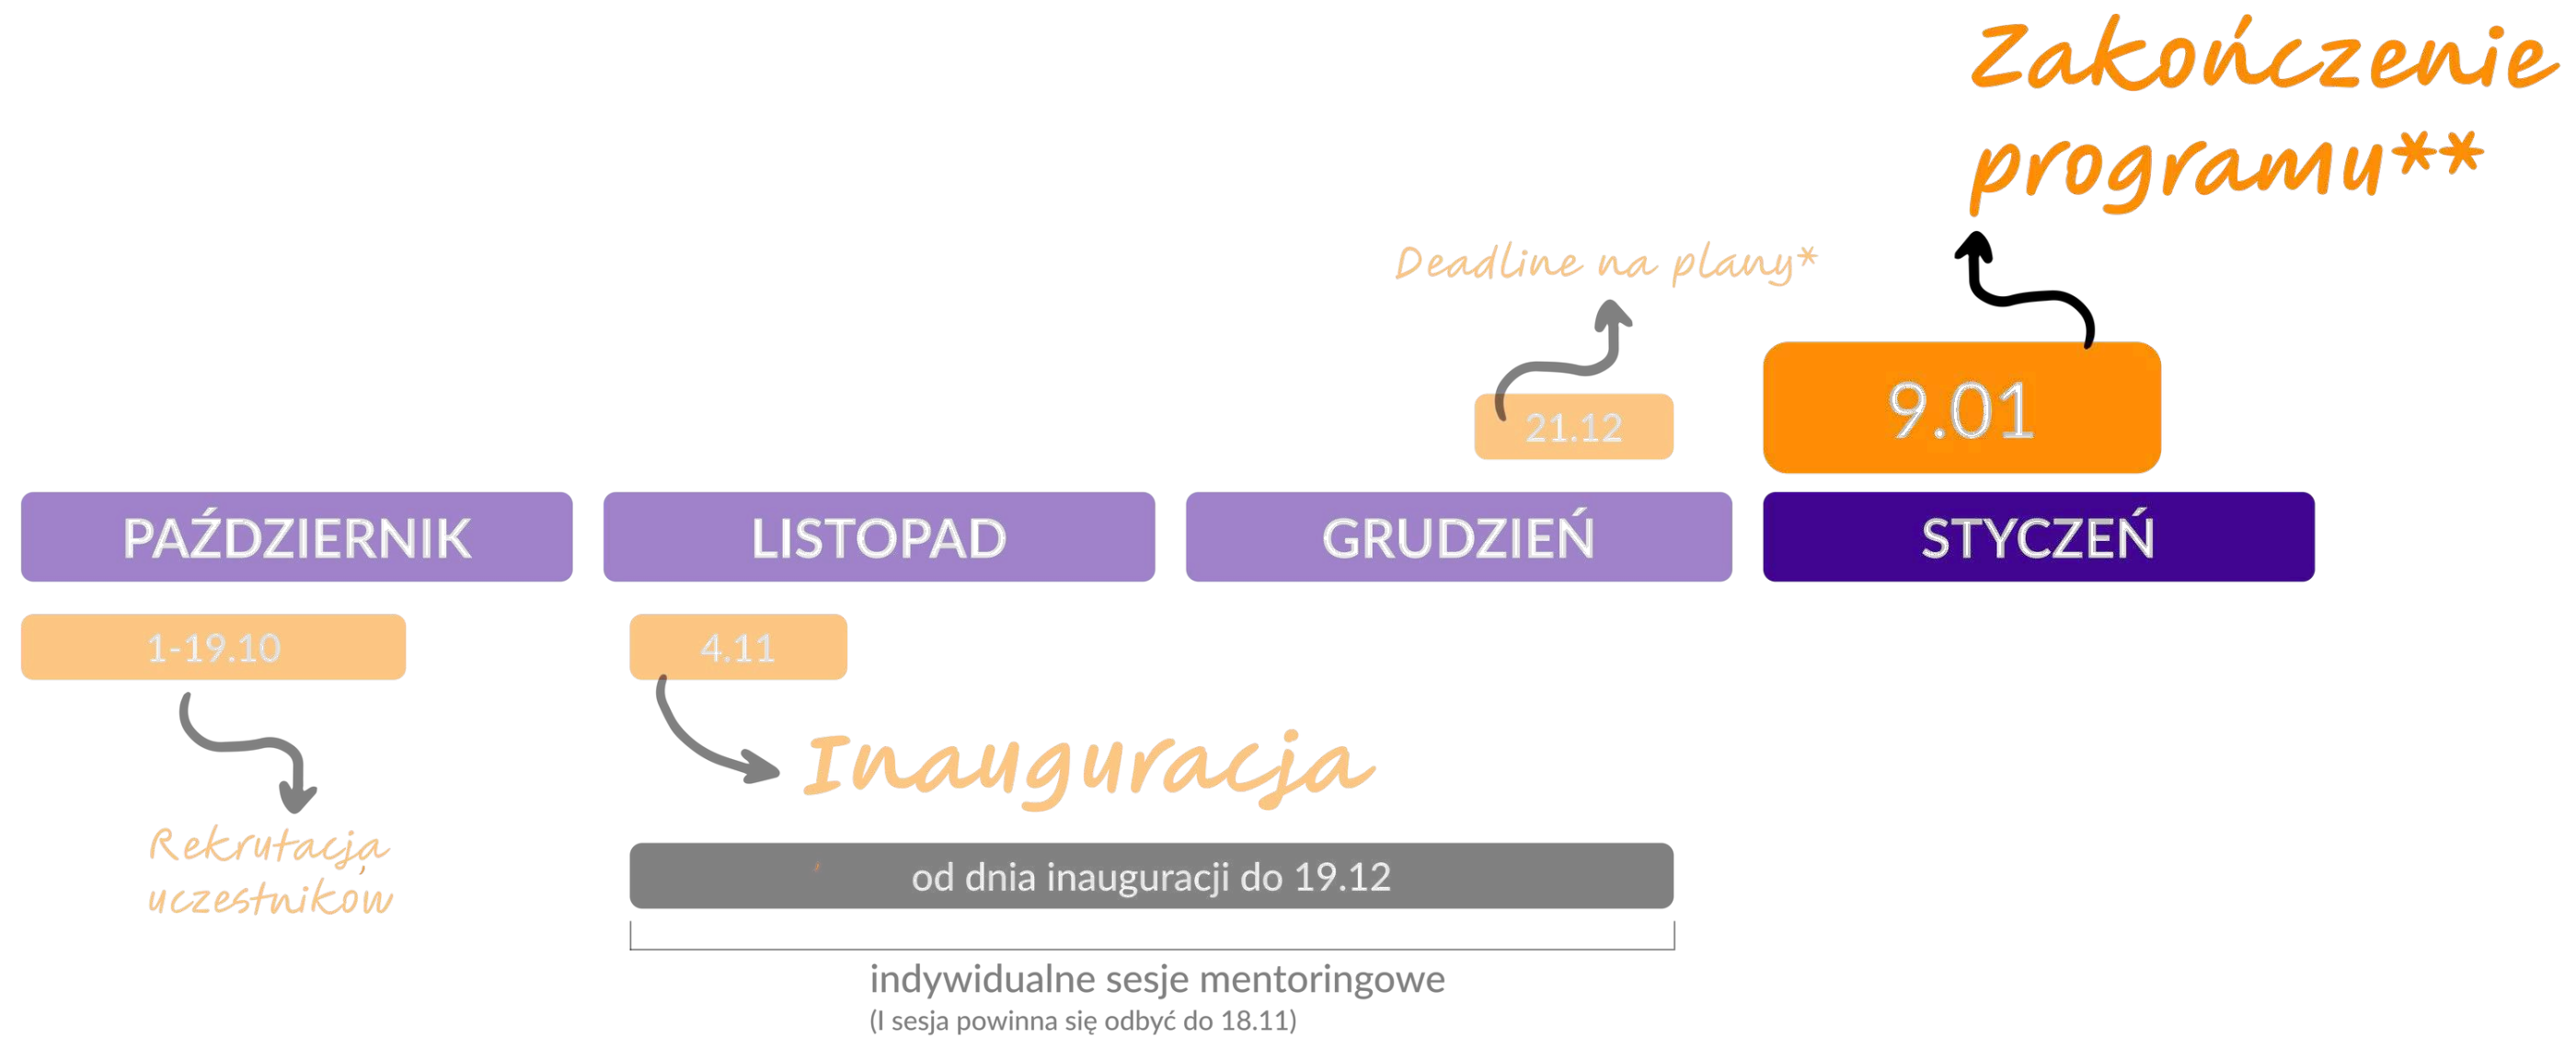 Zakończenie
programu**
Deadline na plany*
21.12
9.01
PAŹDZIERNIK
LISTOPAD
GRUDZIEŃ
STYCZEŃ
1-19.10
4.11
Inauguracja
Rekrutacja
uczestników
od dnia inauguracji do 19.12
indywidualne sesje mentoringowe
(I sesja powinna się odbyć do 18.11)